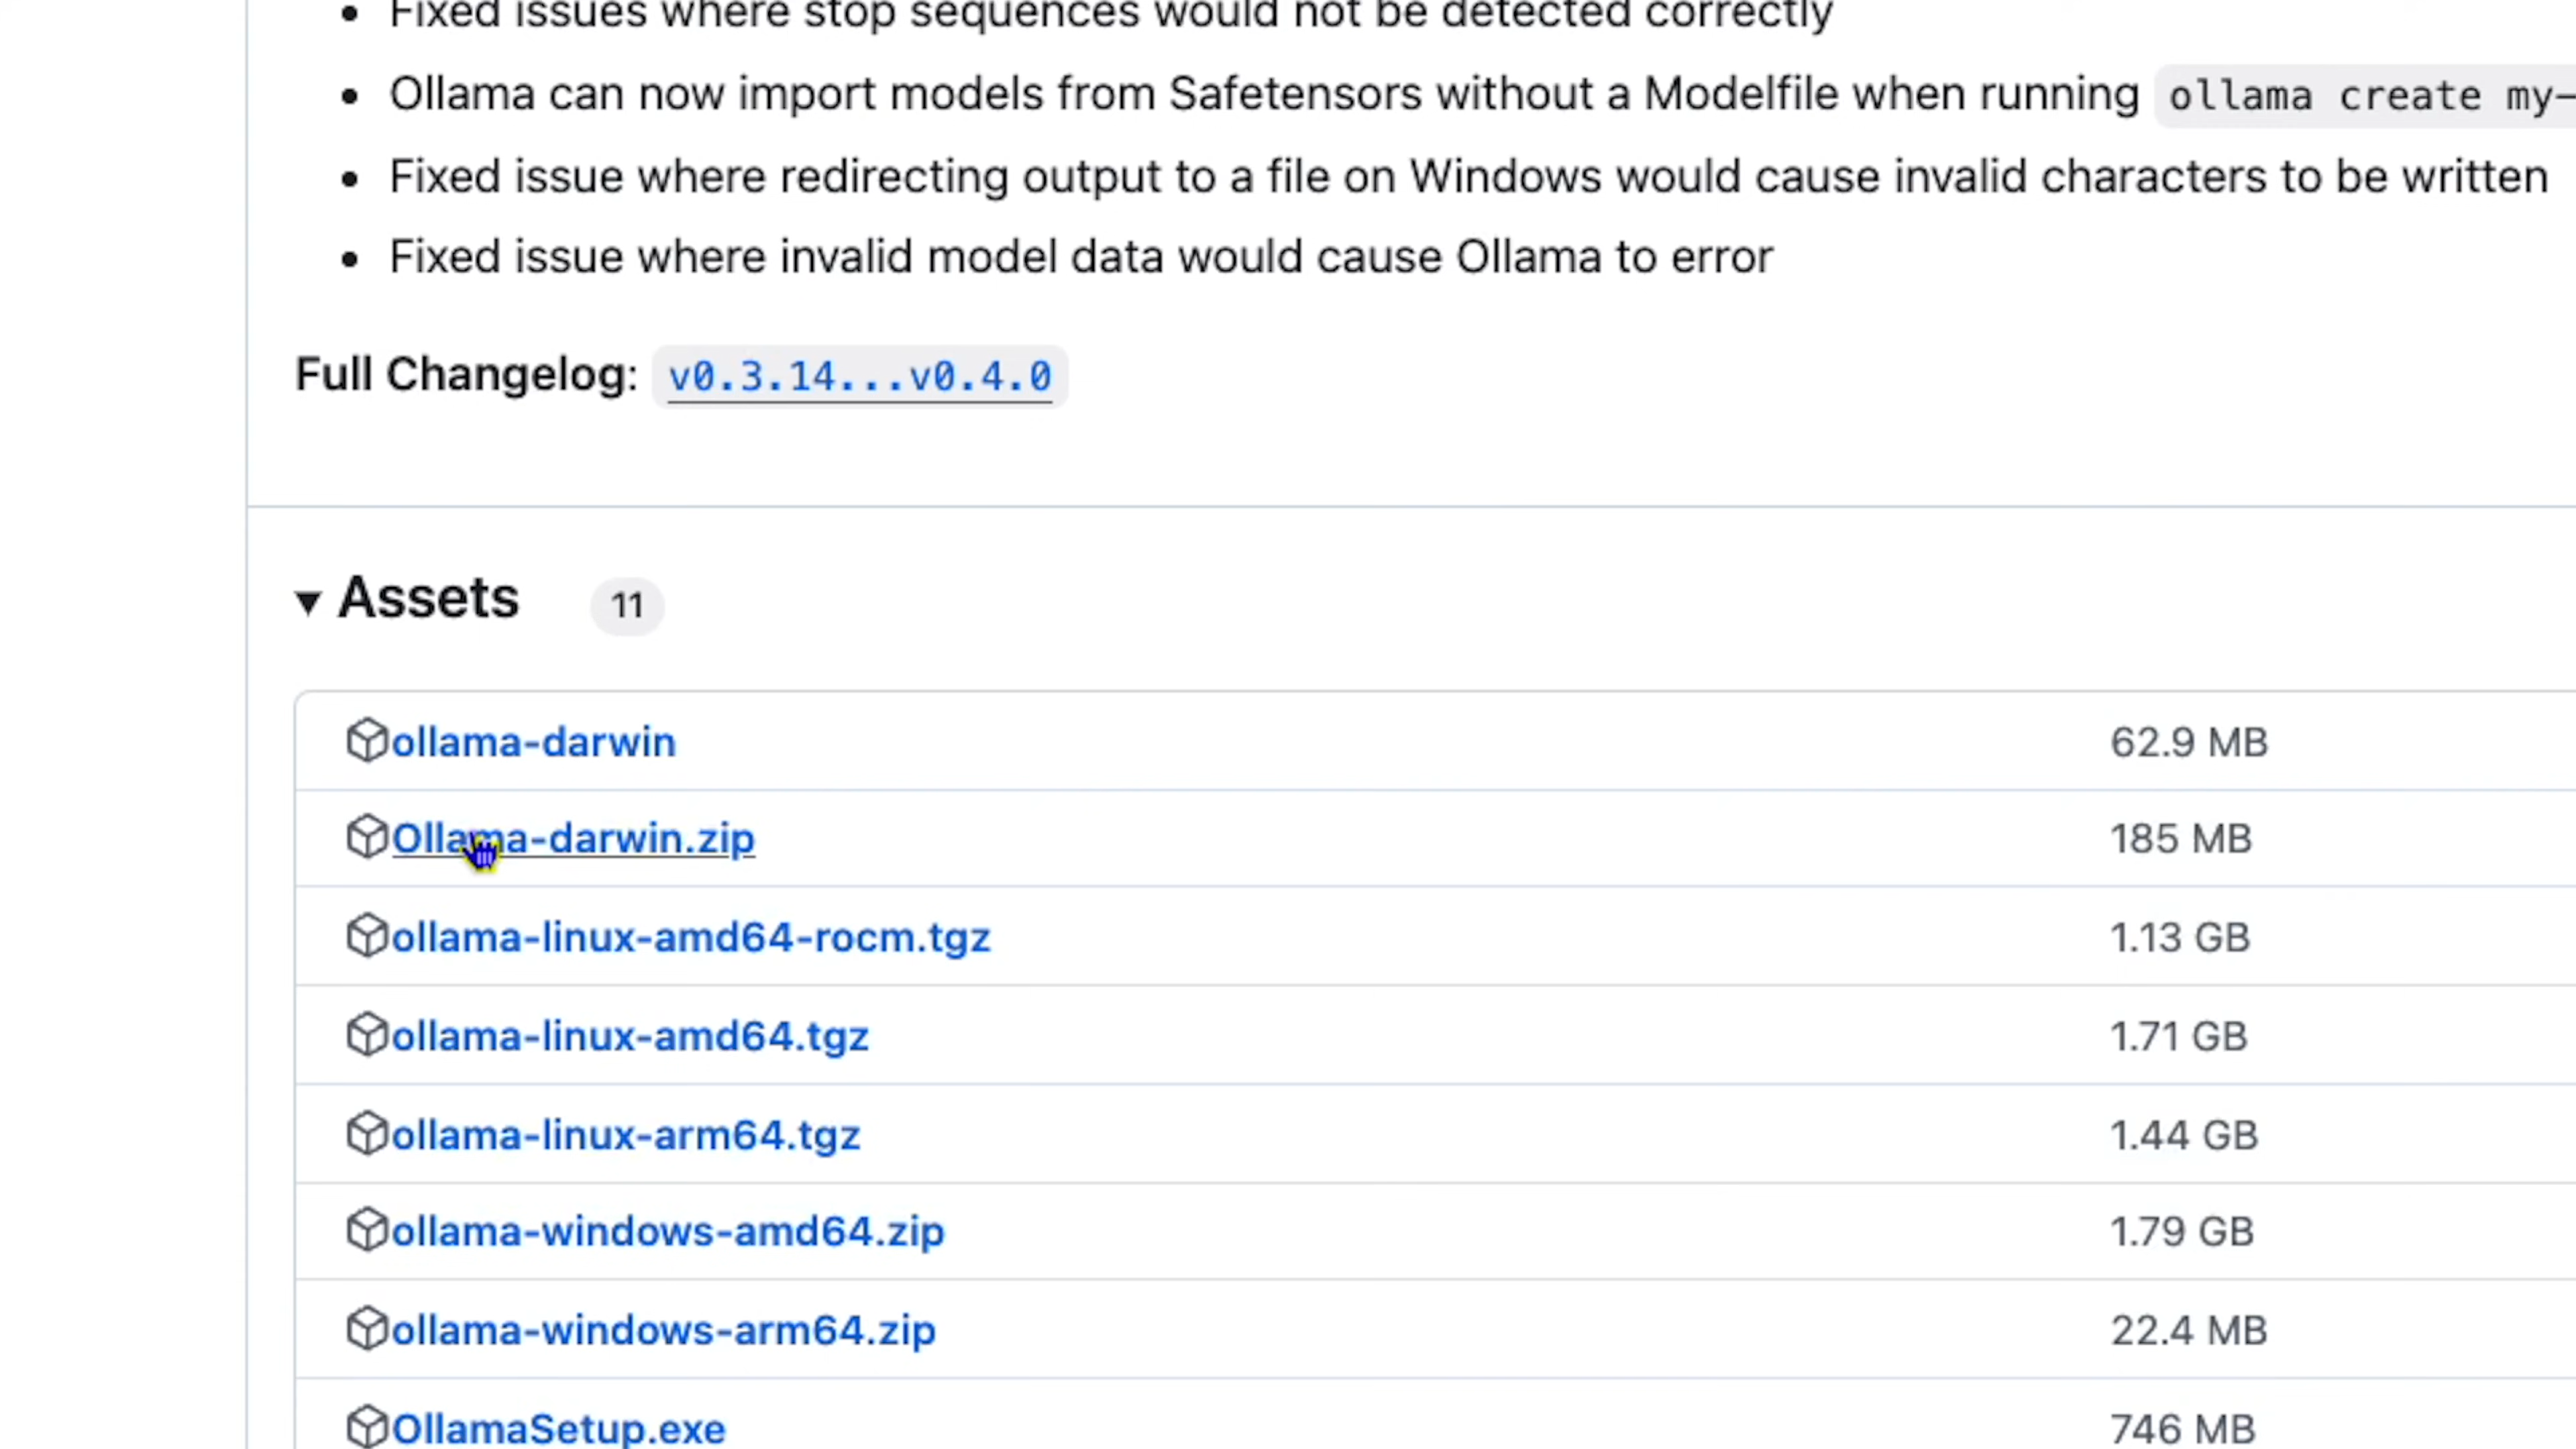 Fixed issues where stop sequences would not be detected correctly
Ollama can now import models from Safetensors without a Modelfile when running ollama create my-
Fixed issue where redirecting output to a file on Windows would cause invalid characters to be written
Fixed issue where invalid model data would cause Ollama to error
Full Changelog: v0.3.14...v0.4.0
Assets 11
ollama-darwin 62.9 MB
Ollama-darwin.zip 185 MB
ollama-linux-amd64-rocm.tgz 1.13 GB
ollama-linux-amd64.tgz 1.71 GB
ollama-linux-arm64.tgz 1.44 GB
ollama-windows-amd64.zip 1.79 GB
ollama-windows-arm64.zip 22.4 MB
OllamaSetup.exe 746 MB